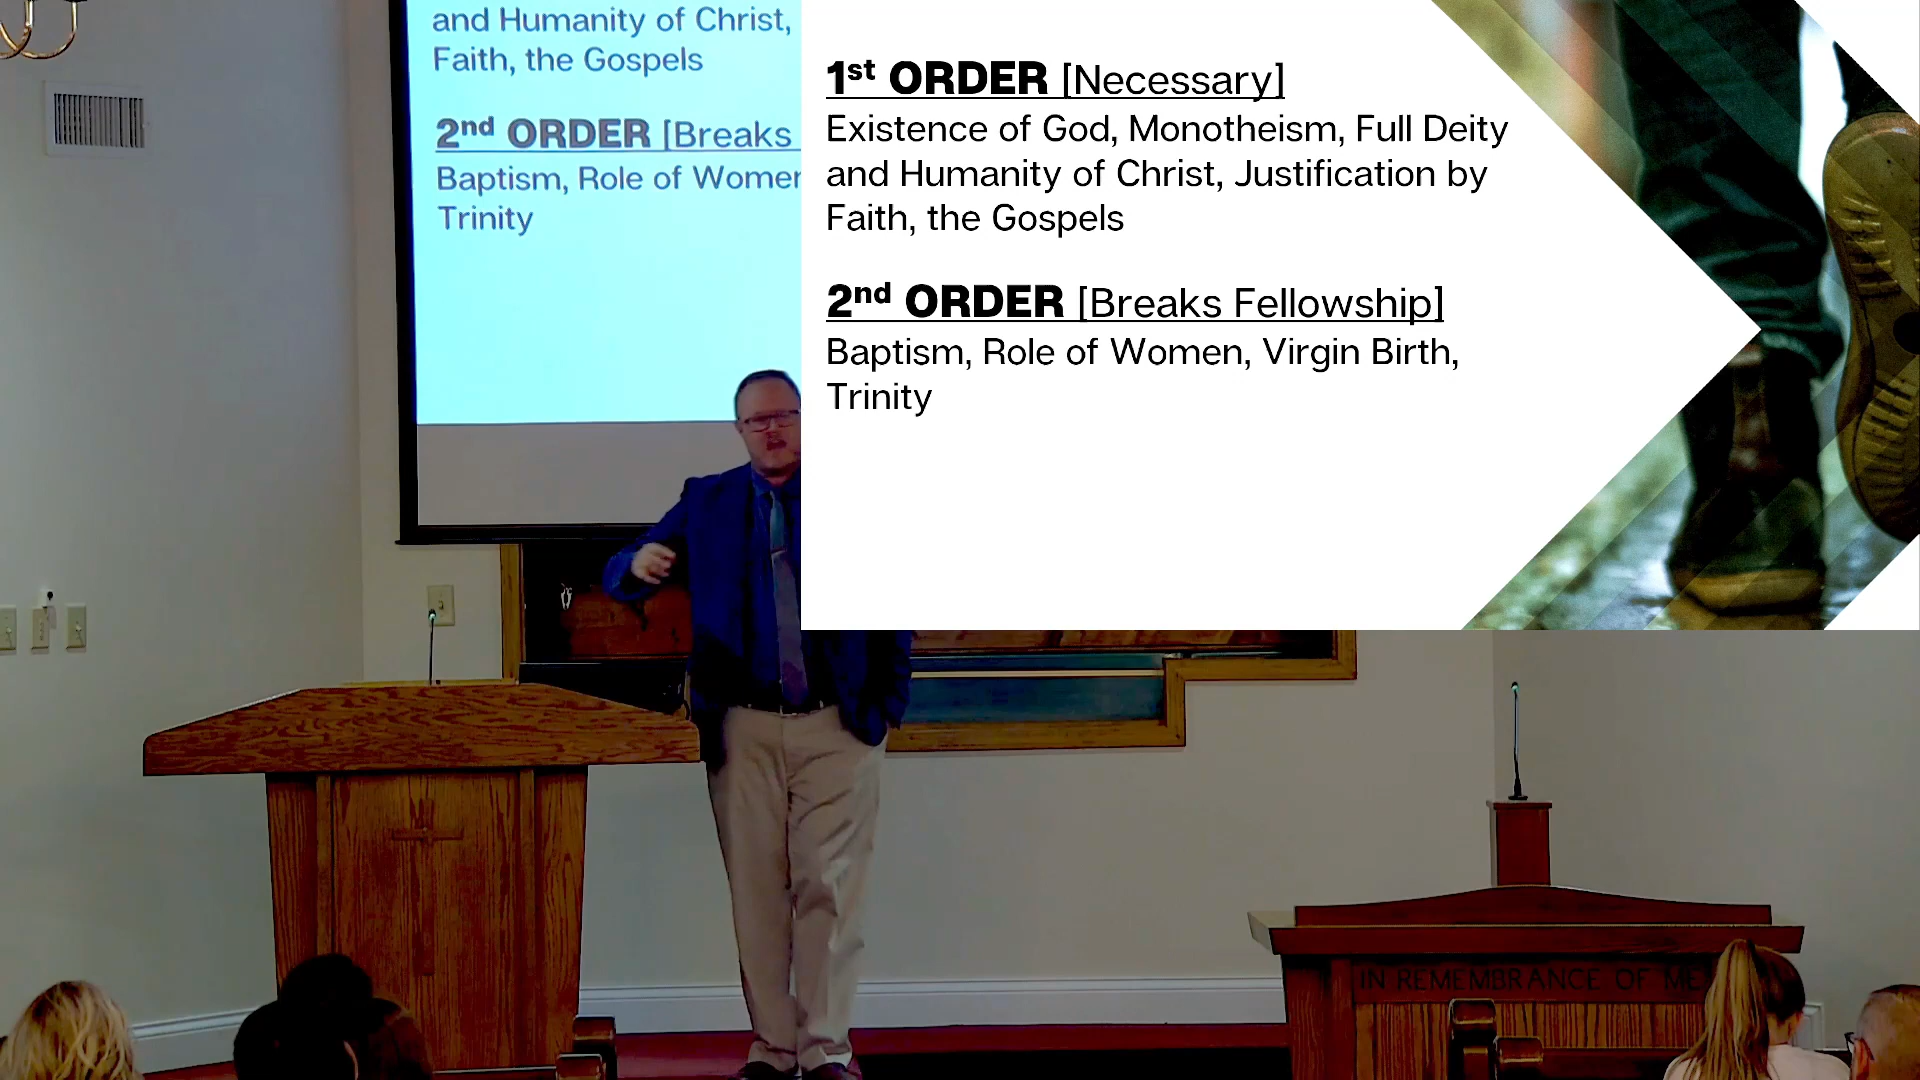 and Humanity of Christ,
Faith, the Gospels
2nd ORDER [Breaks
Baptism, Role of Women
Trinity
1st ORDER [Necessary]
Existence of God, Monotheism, Full Deity
and Humanity of Christ, Justification by
Faith, the Gospels
2nd ORDER [Breaks Fellowship]
Baptism, Role of Women, Virgin Birth,
Trinity
IN REMEMBRANCE OF ME